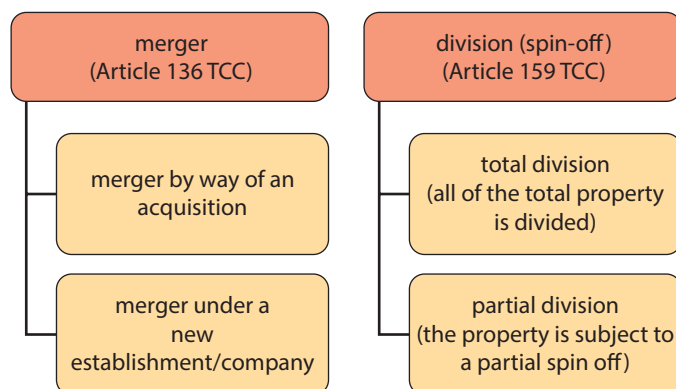 merger
(Article 136 TCC)
merger by way of an
acquisition
merger under a
new
establishment/company
division (spin-off)
(Article 159 TCC)
total division
(all of the total property
is divided)
partial division
(the property is subject to
a partial spin off)